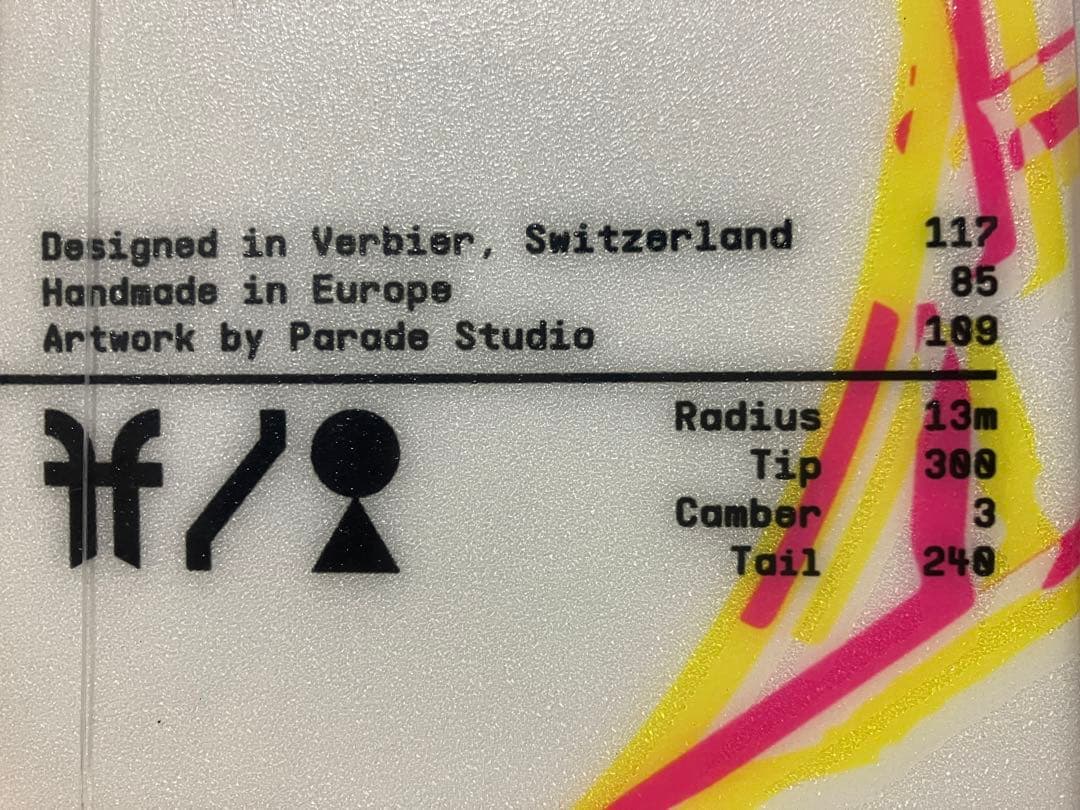 Designed in Verbier, Switzerland 117
Handmade in Europe 85
Artwork by Parade Studio 109
Radius 13m
Tip 300
Camber 3
Tail 240